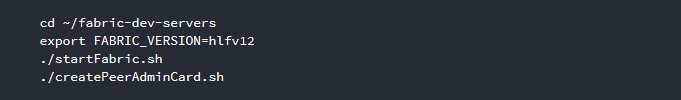 cd ~/fabric-dev-servers
export FABRIC_VERSION=hlfv12
./startFabric.sh
./createPeerAdminCard.sh